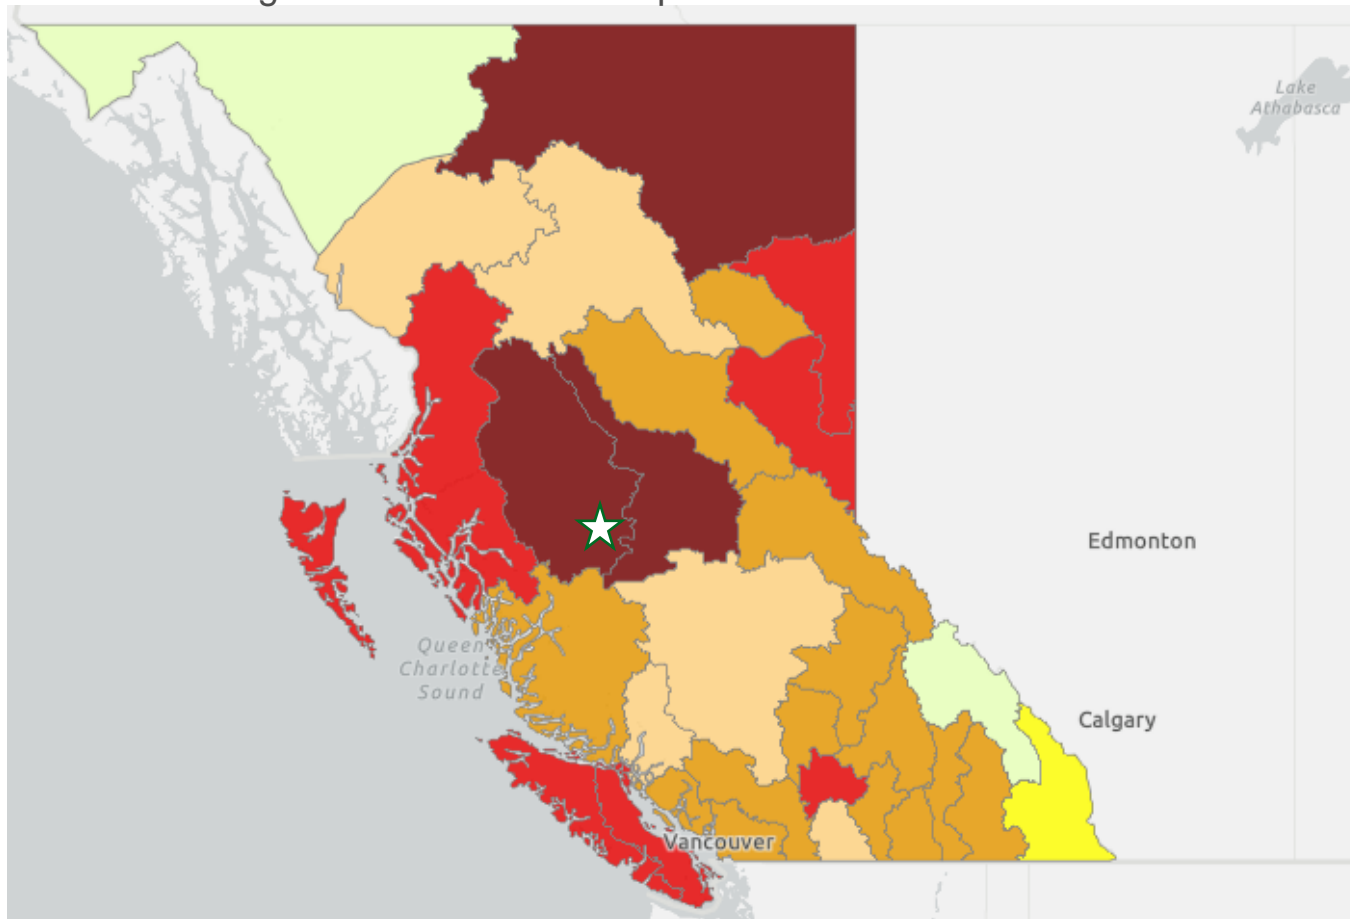 Lake
Athabasca
Edmonton
Queen
Charlotte
Sound
Calgary
Vancouver